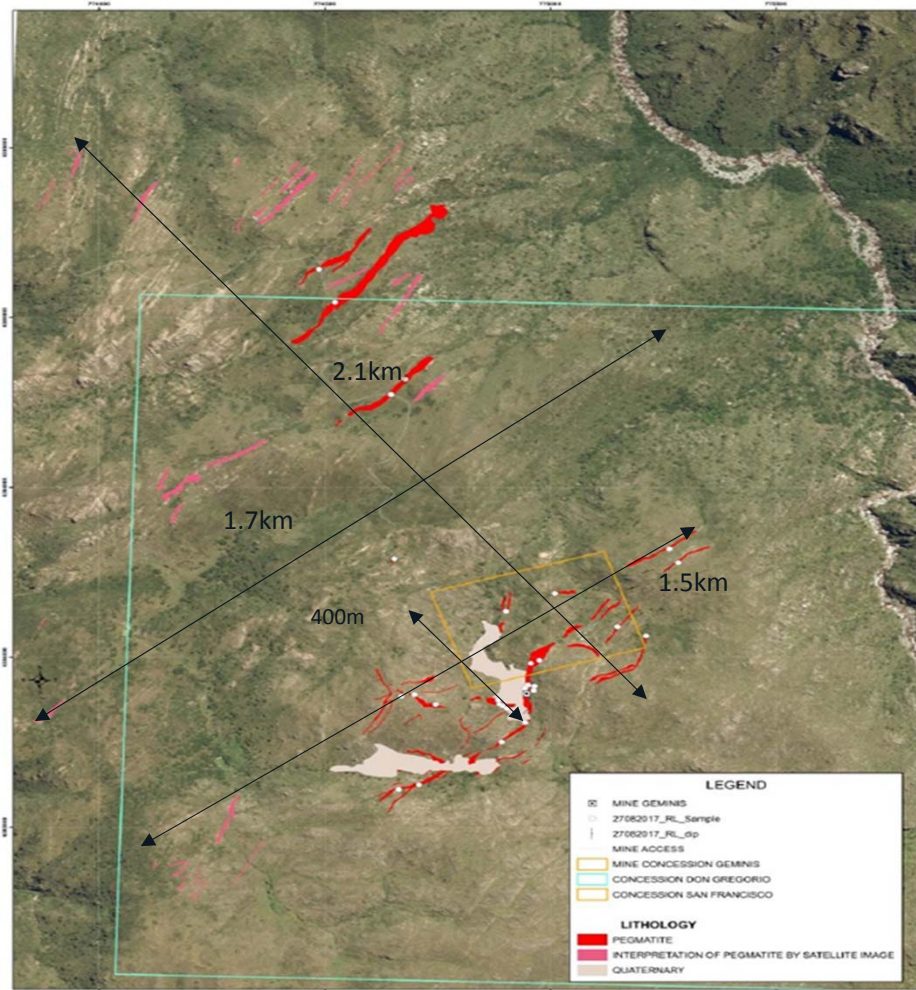 2.1km
1.7km
1.5km
400m
LEGEND
MINE GEMINIS
27082017_RL_Sample
27082017_RL_dip
MINE ACCESS
MINE CONCESSION GEMINIS
CONCESSION DON GREGORIO
CONCESSION SAN FRANCISCO
LITHOLOGY
PEGMATITE
INTERPRETATION OF PEGMATITE BY SATELLITE IMAGE
QUATERNARY